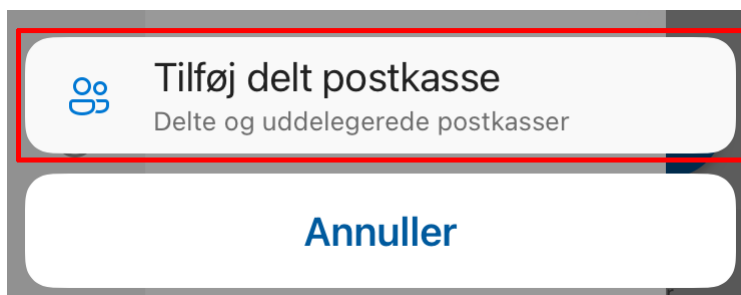 Tilføj delt postkasse
Delte og uddelegerede postkasser
Annuller